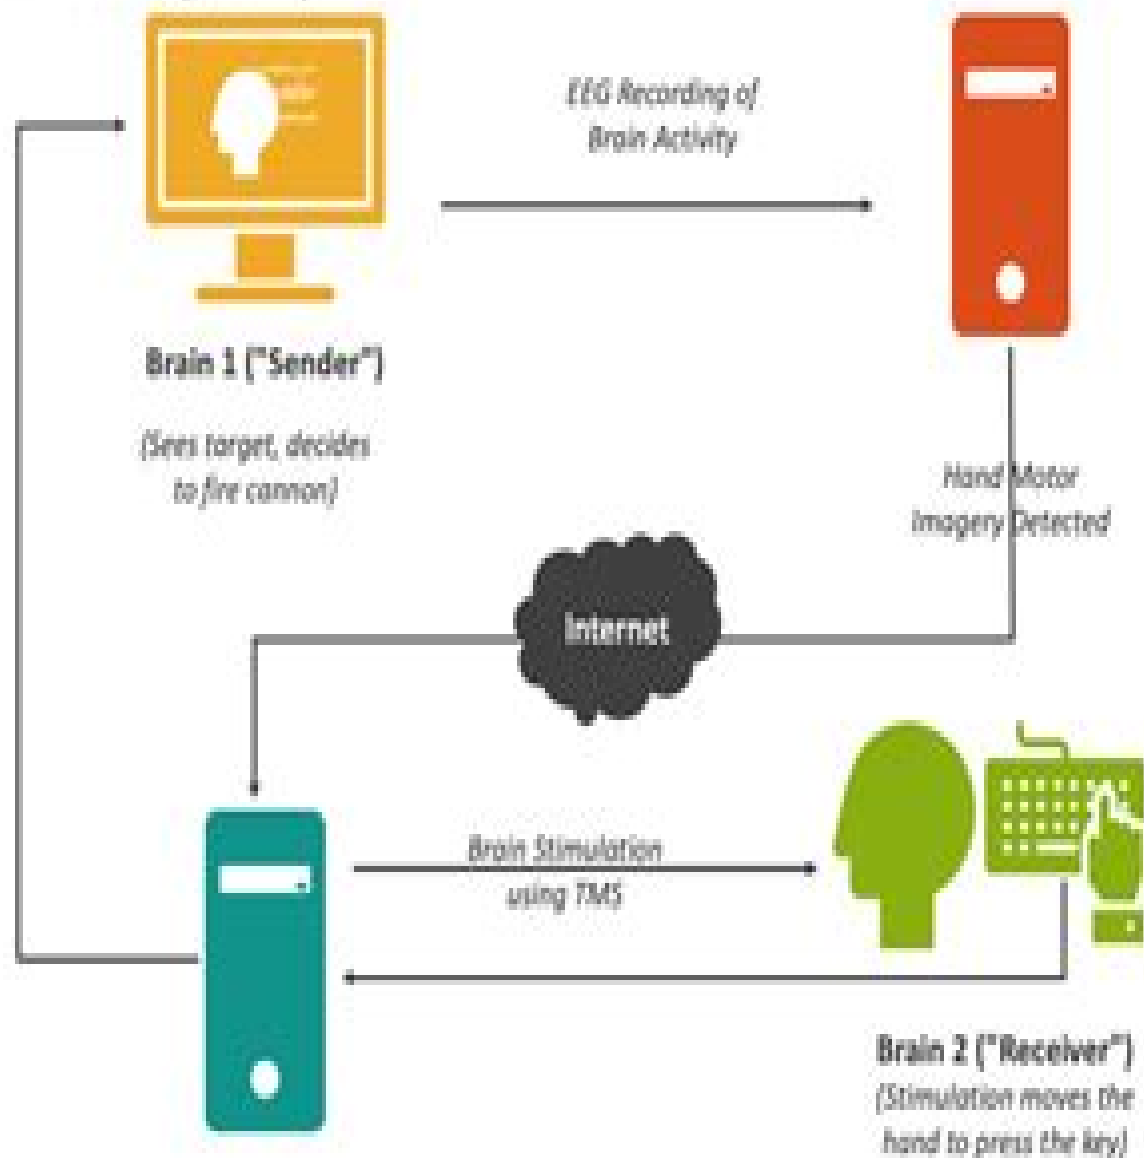 EEG Recording of
Brain Activity
Brain 1 ("Sender")
(Sees target, decides
to fire cannon)
Hand Motor
Imagery Detected
Internet
Brain Stimulation
using TMS
Brain 2 ("Receiver")
(Stimulation moves the
hand to press the key)